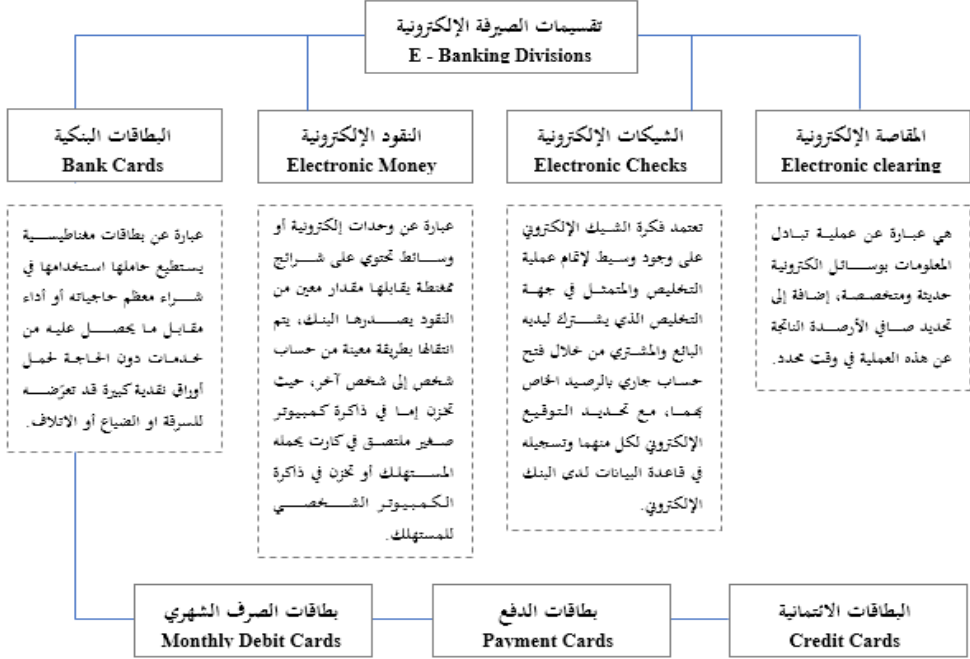 تقسيمات الصيرفة الإلكترونية
E - Banking Divisions
المقاصة الإلكترونية
Electronic clearing
هي عبارة عن عملية تبادل
المعلومات بوسائل الكترونية
حديثة ومتخصصة، إضافة إلى
تحديد صافي الأرصدة الناتجة
عن هذه العملية في وقت محدد.
الشيكات الإلكترونية
Electronic Checks
تعتمد فكرة الشيك الإلكتروني
على وجود وسيط لإتمام عملية
التخليص والمتمثل في جهة
التخليص الذي يشترك ليديه
البائع والمشتري من خلال فتح
حساب جاري بالرصيد الخاص
بهما، مع تحديد التوقيع
الإلكتروني لكل منهما وتسجيله
في قاعدة البيانات لدى البنك
الإلكتروني.
النقود الإلكترونية
Electronic Money
عبارة عن وحدات إلكترونية أو
وسائط تحتوي على شرائح
ممغنطة يقابلها مقدار معين من
النقود يصدرها البنك، يتم
انتقالها بطريقة معينة من حساب
شخص إلى شخص آخر، حيث
تخزن إما في ذاكرة كمبيوتر
صغير ملتصق في كارت يحمله
المستهلك أو تخزن في ذاكرة
الكمبيوتر الشخصي
للمستهلك.
البطاقات البنكية
Bank Cards
عبارة عن بطاقات مغناطيسية
يستطيع حاملها استخدامها في
شراء معظم حاجياته أو أداء
مقابل ما يحصل عليه من
خدمات دون الحاجة لحمل
أوراق نقدية كبيرة قد تعرّضه
للسرقة او الضياع أو الاتلاف.
البطاقات الائتمانية
Credit Cards
بطاقات الدفع
Payment Cards
بطاقات الصرف الشهري
Monthly Debit Cards